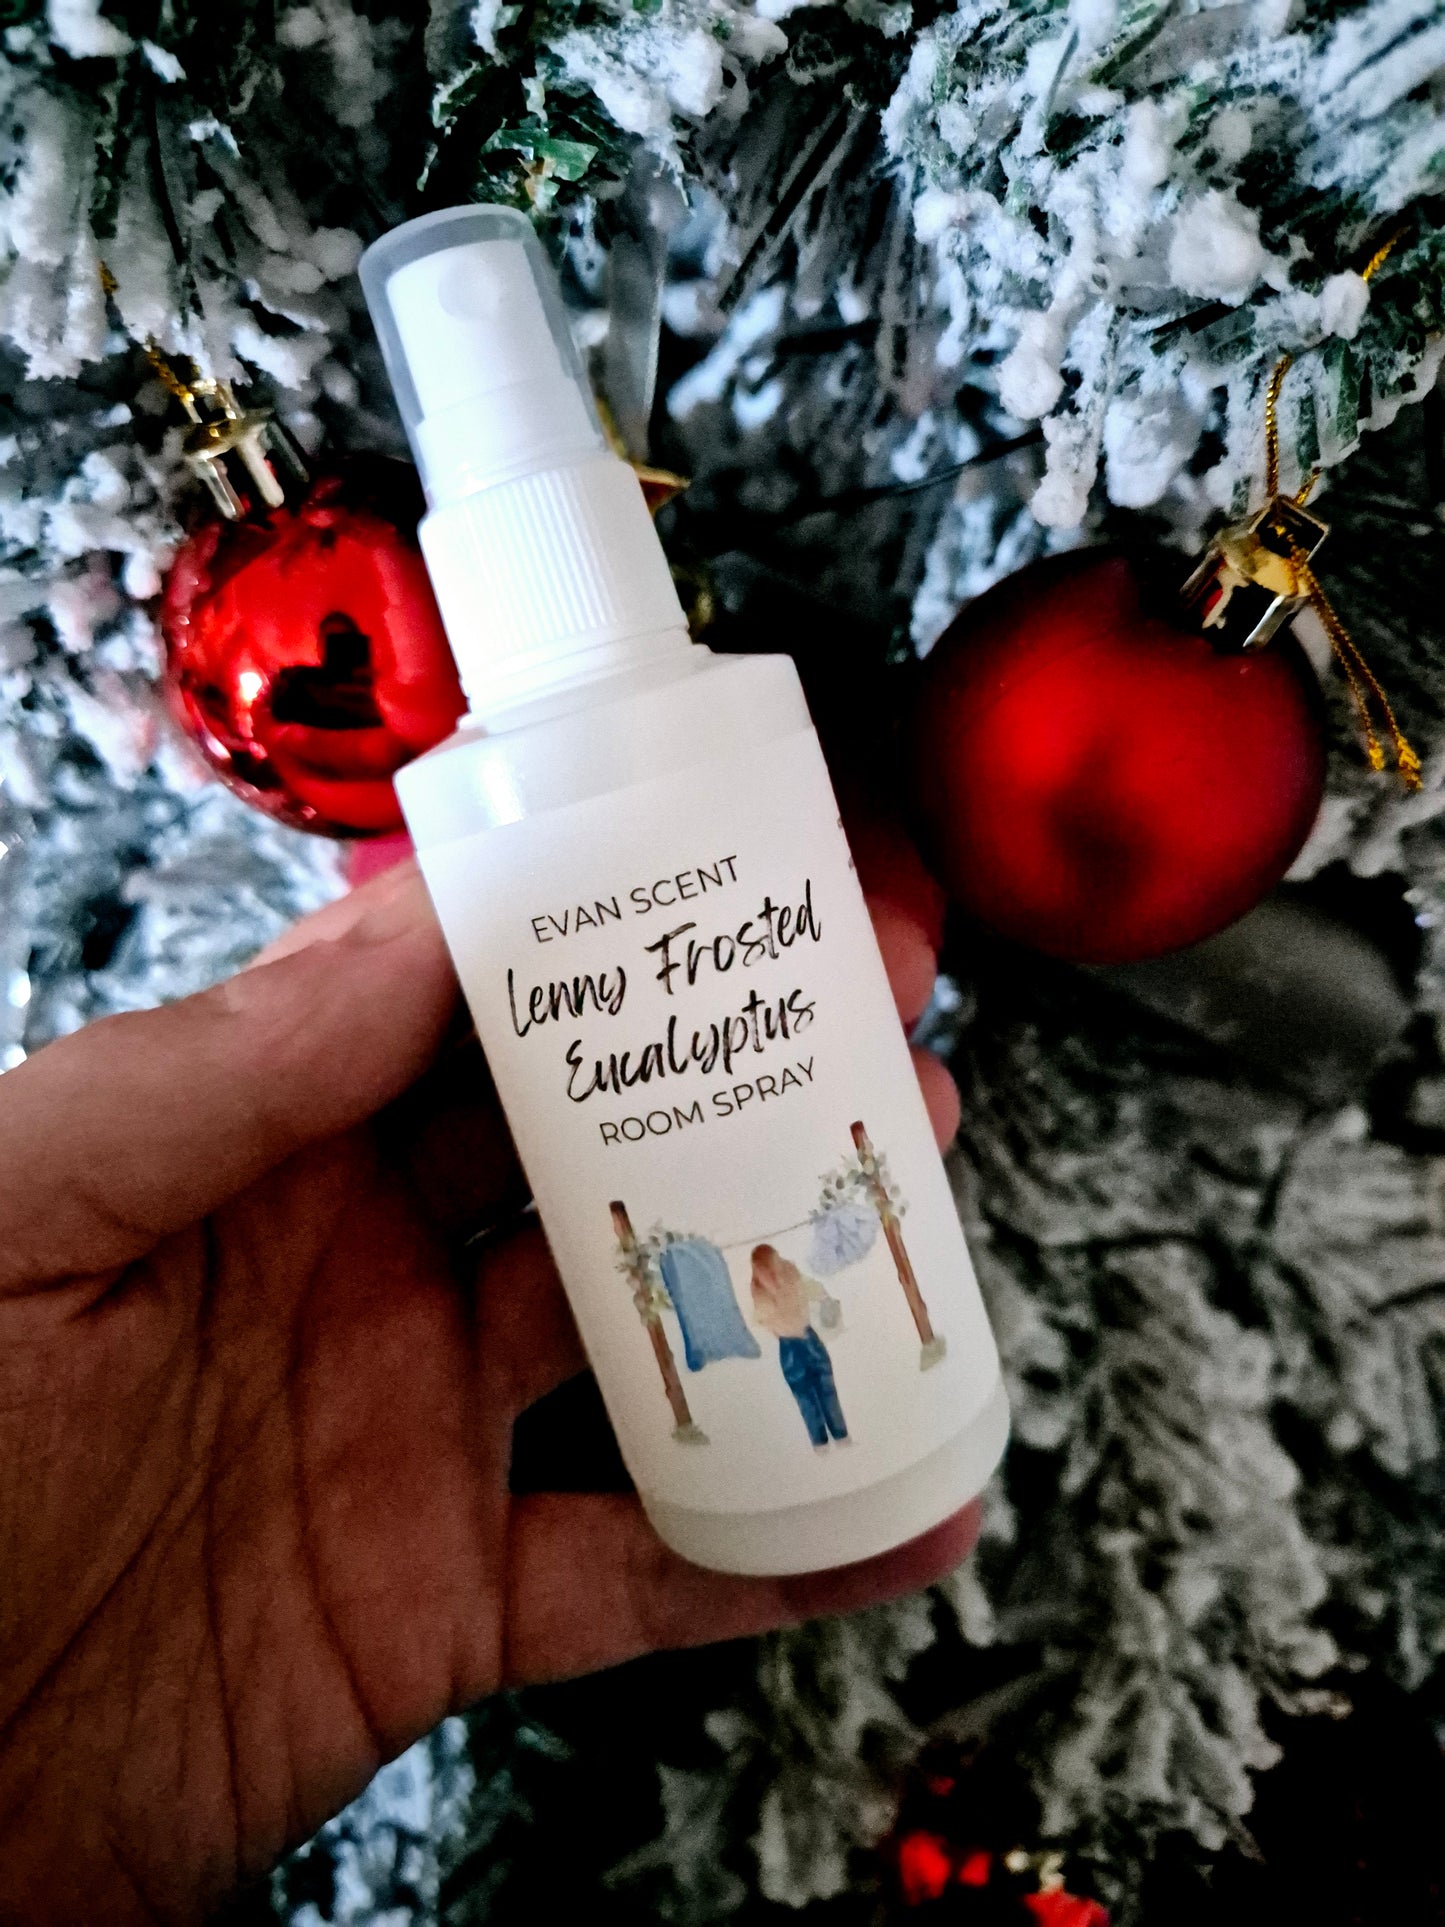 EVAN SCENT
Lenny Frosted
Eucalyptus
ROOM SPRAY